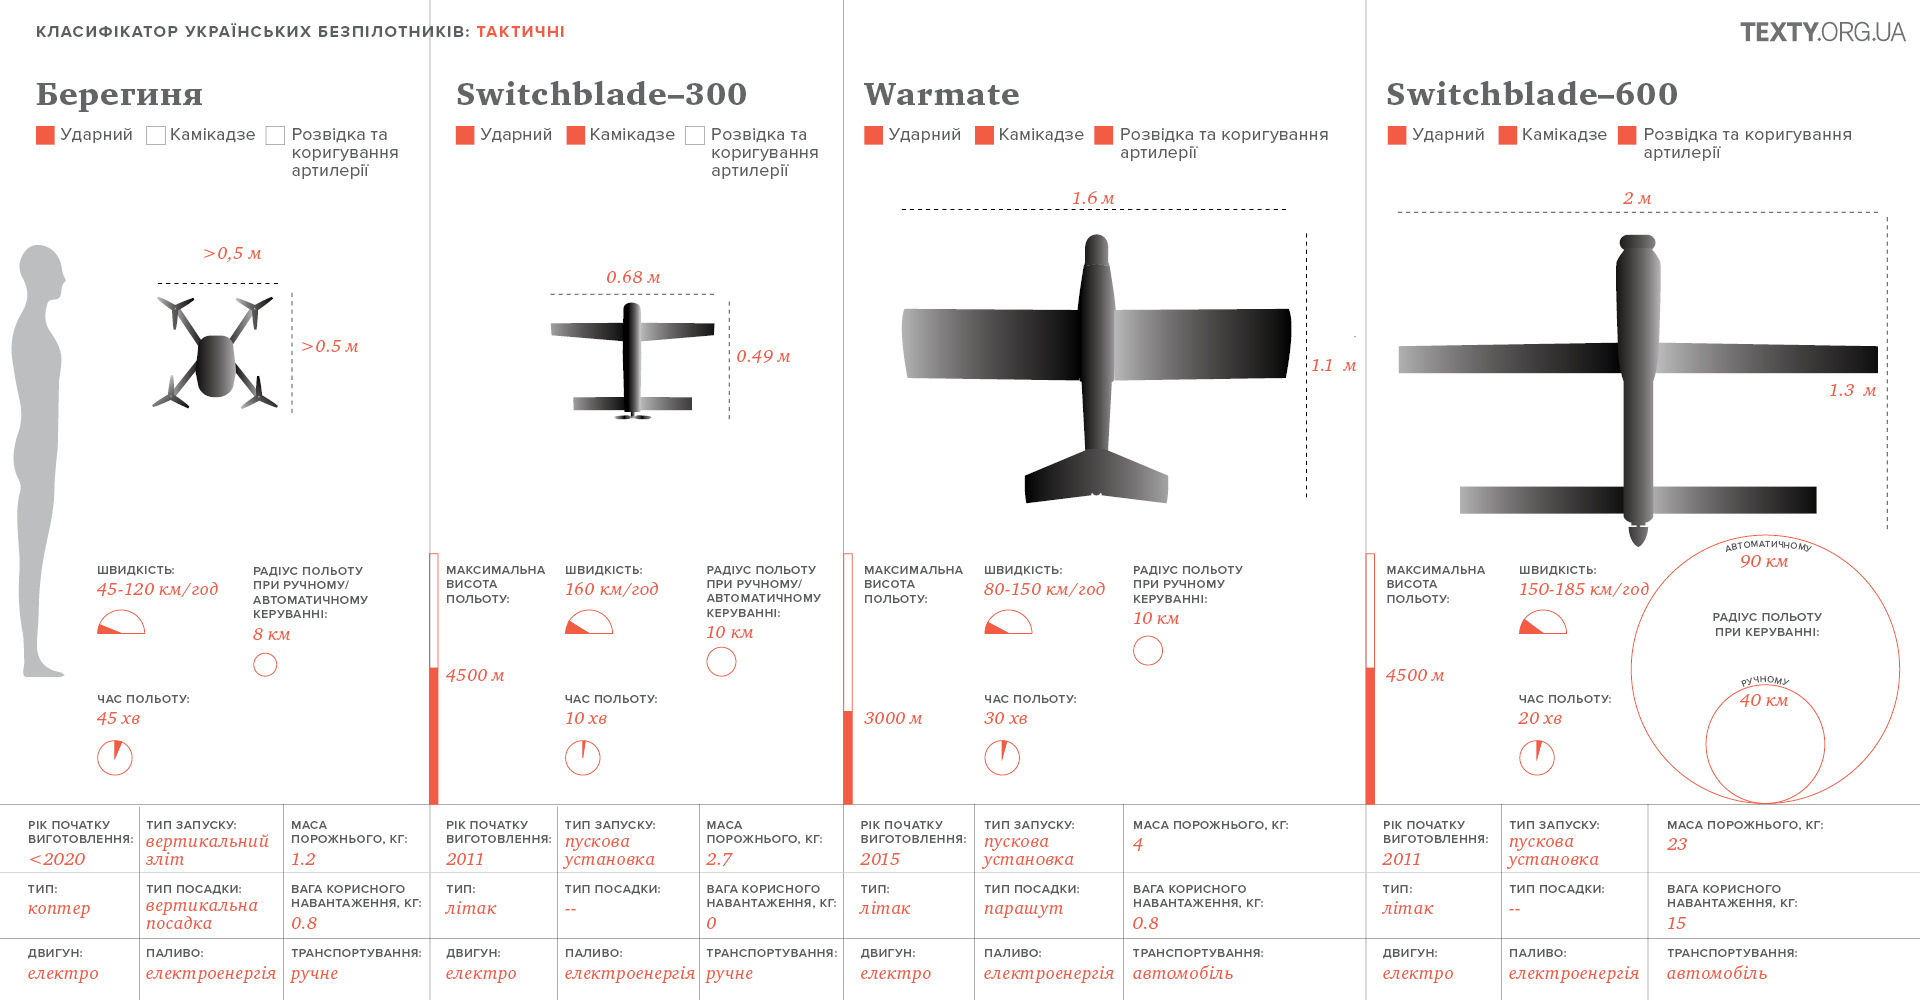 КЛАСИФІКАТОР УКРАЇНСЬКИХ БЕЗПІЛОТНИКІВ: ТАКТИЧНІ
TEXTY.ORG.UA
Берегиня
Ударний
Камікадзе
Розвідка та
коригування
артилерії
>0,5 м
>0.5 м
ШВИДКІСТЬ:
45-120 км/год
РАДІУС ПОЛЬОТУ
ПРИ РУЧНОМУ/
АВТОМАТИЧНОМУ
КЕРУВАННІ:
8 км
ЧАС ПОЛЬОТУ:
45 хв
РІК ПОЧАТКУ
ВИГОТОВЛЕННЯ:
<2020
ТИП ЗАПУСКУ:
вертикальний
зліт
МАСА
ПОРОЖНЬОГО, КГ:
1.2
ТИП:
коптер
ТИП ПОСАДКИ:
вертикальна
посадка
ВАГА КОРИСНОГО
НАВАНТАЖЕННЯ, КГ:
0.8
ДВИГУН:
електро
ПАЛИВО:
електроенергія
ТРАНСПОРТУВАННЯ:
ручне
Switchblade–300
Ударний
Камікадзе
Розвідка та
коригування
артилерії
0.68 м
0.49 м
МАКСИМАЛЬНА
ВИСОТА
ПОЛЬОТУ:
4500 м
ШВИДКІСТЬ:
160 км/год
РАДІУС ПОЛЬОТУ
ПРИ РУЧНОМУ/
АВТОМАТИЧНОМУ
КЕРУВАННІ:
10 км
ЧАС ПОЛЬОТУ:
10 хв
РІК ПОЧАТКУ
ВИГОТОВЛЕННЯ:
2011
ТИП ЗАПУСКУ:
пускова
установка
МАСА
ПОРОЖНЬОГО, КГ:
2.7
ТИП:
літак
ТИП ПОСАДКИ:
--
ВАГА КОРИСНОГО
НАВАНТАЖЕННЯ, КГ:
0
ДВИГУН:
електро
ПАЛИВО:
електроенергія
ТРАНСПОРТУВАННЯ:
ручне
Warmate
Ударний
Камікадзе
Розвідка та коригування
артилерії
1.6 м
1.1 м
МАКСИМАЛЬНА
ВИСОТА
ПОЛЬОТУ:
3000 м
ШВИДКІСТЬ:
80-150 км/год
РАДІУС ПОЛЬОТУ
ПРИ РУЧНОМУ
КЕРУВАННІ:
10 км
ЧАС ПОЛЬОТУ:
30 хв
РІК ПОЧАТКУ
ВИГОТОВЛЕННЯ:
2015
ТИП ЗАПУСКУ:
пускова
установка
МАСА ПОРОЖНЬОГО, КГ:
4
ТИП:
літак
ТИП ПОСАДКИ:
парашут
ВАГА КОРИСНОГО
НАВАНТАЖЕННЯ, КГ:
0.8
ДВИГУН:
електро
ПАЛИВО:
електроенергія
ТРАНСПОРТУВАННЯ:
автомобіль
Switchblade–600
Ударний
Камікадзе
Розвідка та коригування
артилерії
2 м
1.3 м
МАКСИМАЛЬНА
ВИСОТА
ПОЛЬОТУ:
4500 м
ШВИДКІСТЬ:
150-185 км/год
АВТОМАТИЧНОМУ
90 км
РАДІУС ПОЛЬОТУ
ПРИ КЕРУВАННІ:
РУЧНОМУ
40 км
ЧАС ПОЛЬОТУ:
20 хв
РІК ПОЧАТКУ
ВИГОТОВЛЕННЯ:
2011
ТИП ЗАПУСКУ:
пускова
установка
МАСА ПОРОЖНЬОГО, КГ:
23
ТИП:
літак
ТИП ПОСАДКИ:
--
ВАГА КОРИСНОГО
НАВАНТАЖЕННЯ, КГ:
15
ДВИГУН:
електро
ПАЛИВО:
електроенергія
ТРАНСПОРТУВАННЯ:
автомобіль